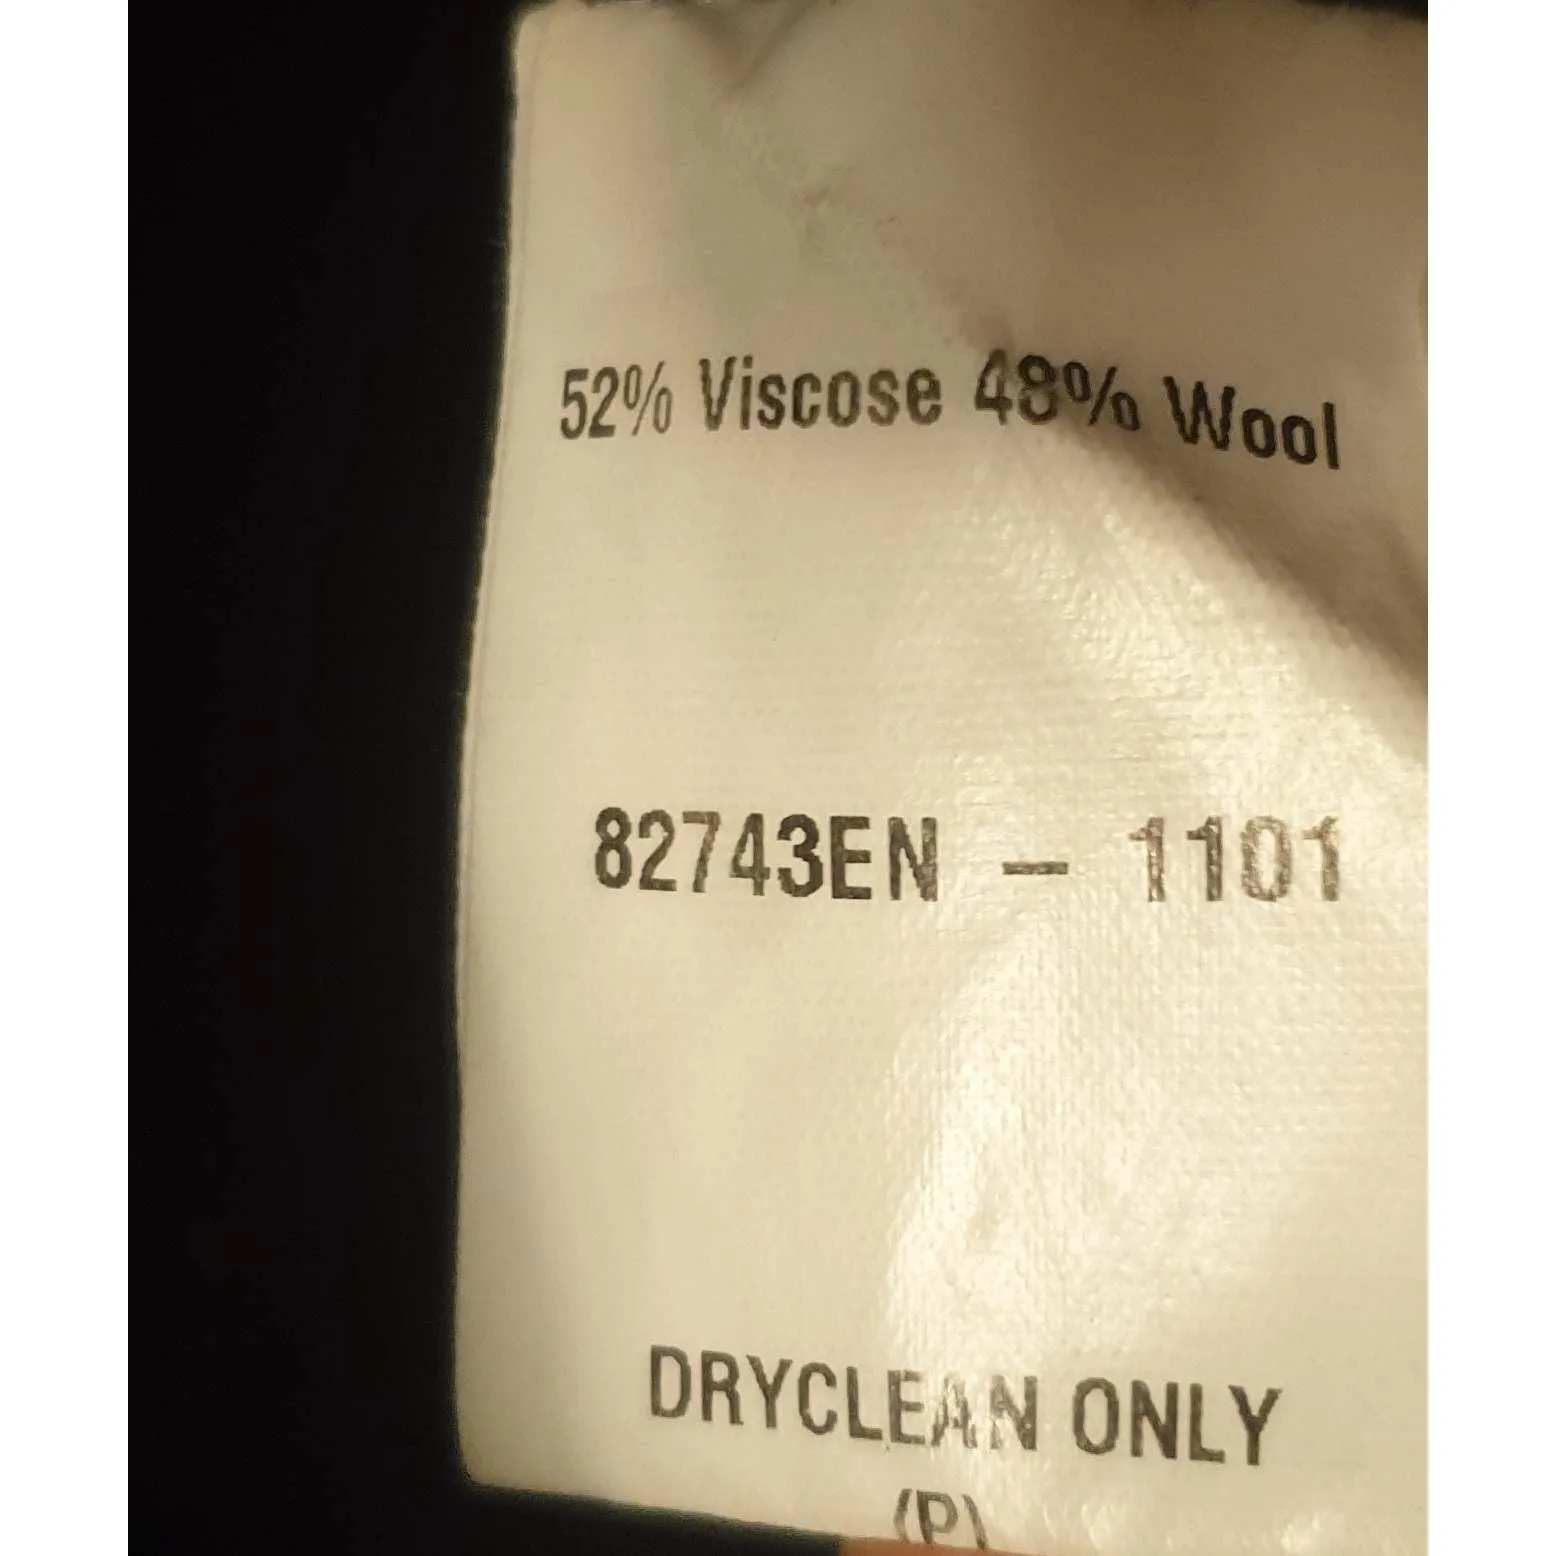 52% Viscose 48% Wool
82743EN – 1101
DRYCLEAN ONLY
(P)